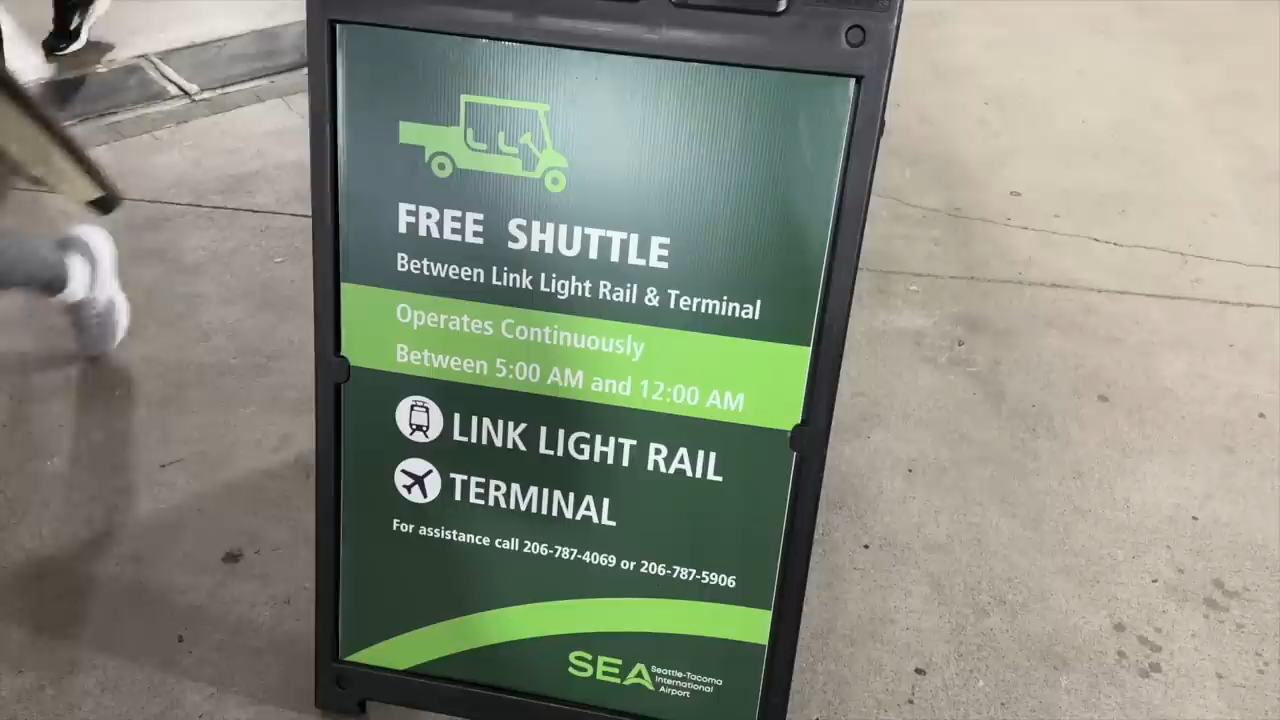 FREE SHUTTLE
Between Link Light Rail & Terminal
Operates Continuously
Between 5:00 AM and 12:00 AM
LINK LIGHT RAIL
TERMINAL
For assistance call 206-787-4069 or 206-787-5906
SEA
Seattle-Tacoma
International
Airport